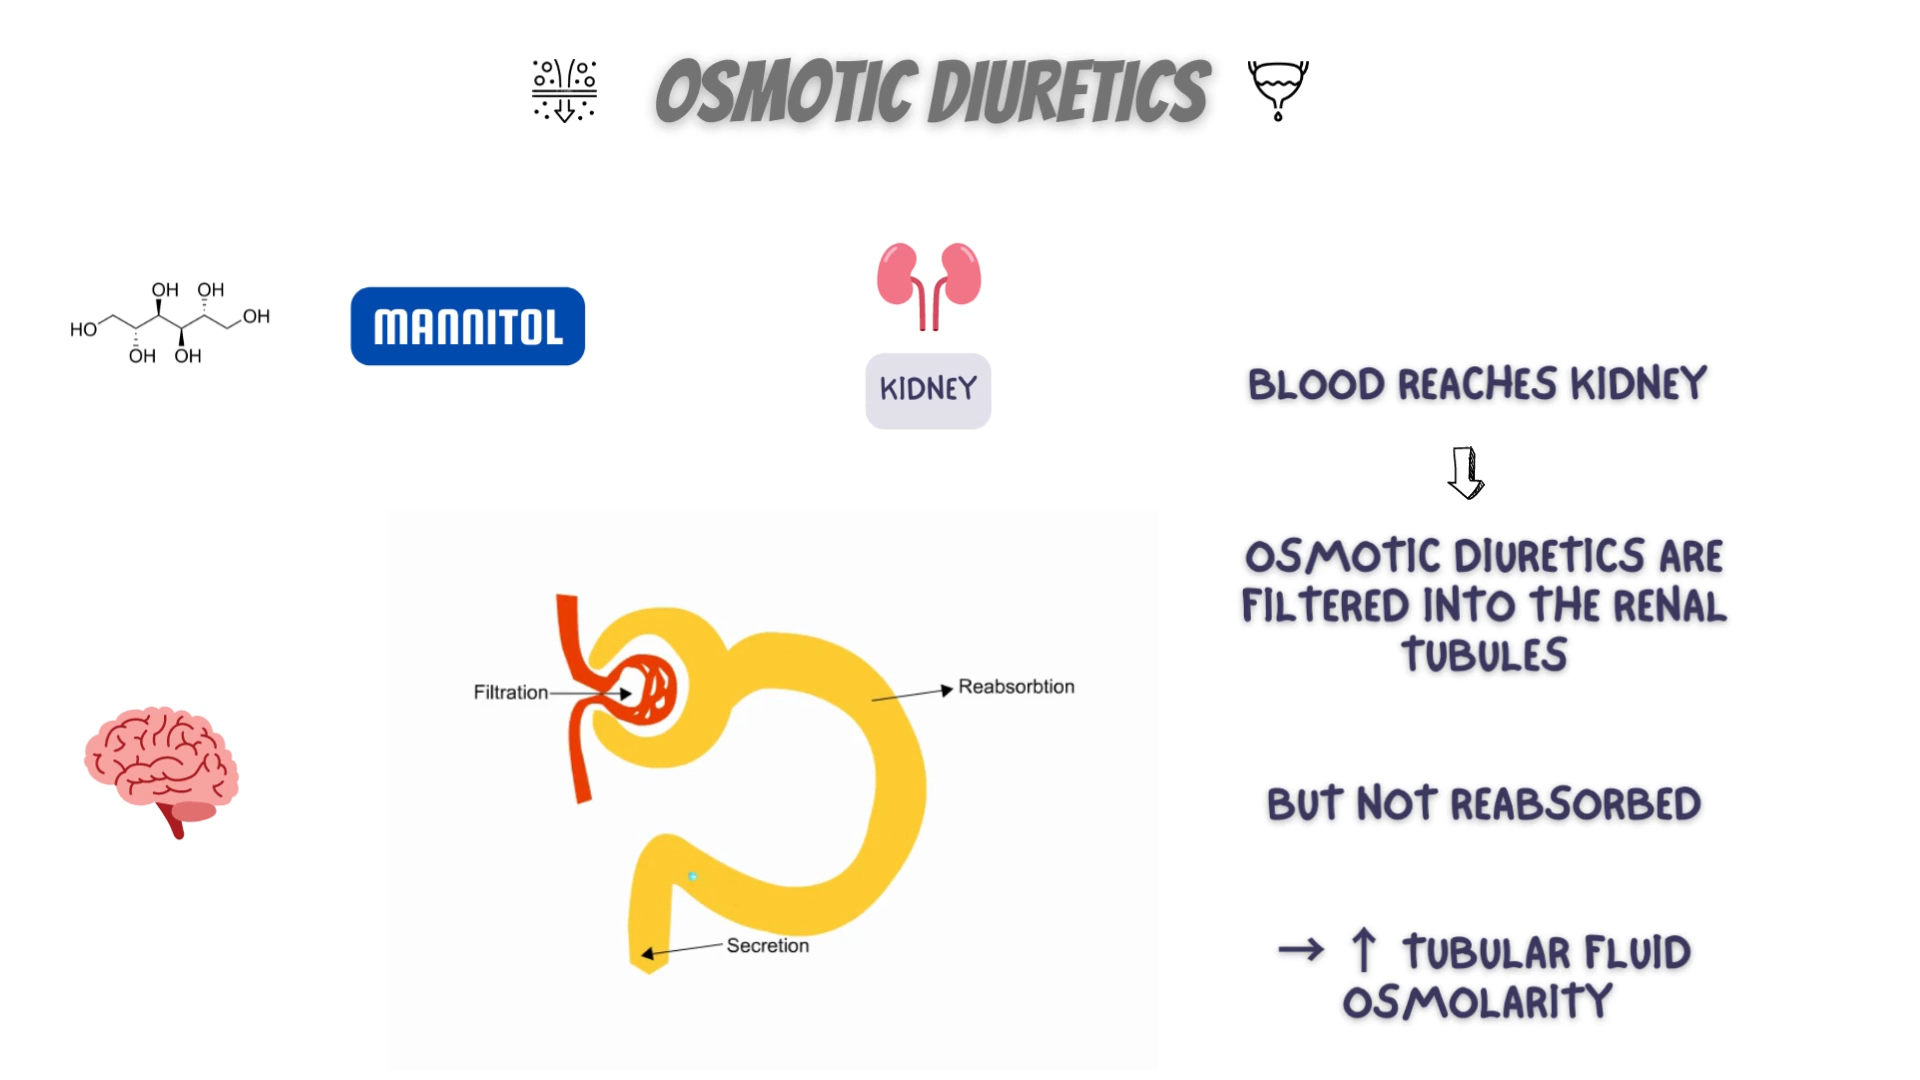 OSMOTIC DIURETICS
OH OH
HO OH
OH OH
MANNITOL
KIDNEY
BLOOD REACHES KIDNEY
OSMOTIC DIURETICS ARE
FILTERED INTO THE RENAL
TUBULES
Filtration
Reabsorbtion
BUT NOT REABSORBED
Secretion
→ ↑ TUBULAR FLUID
OSMOLARITY